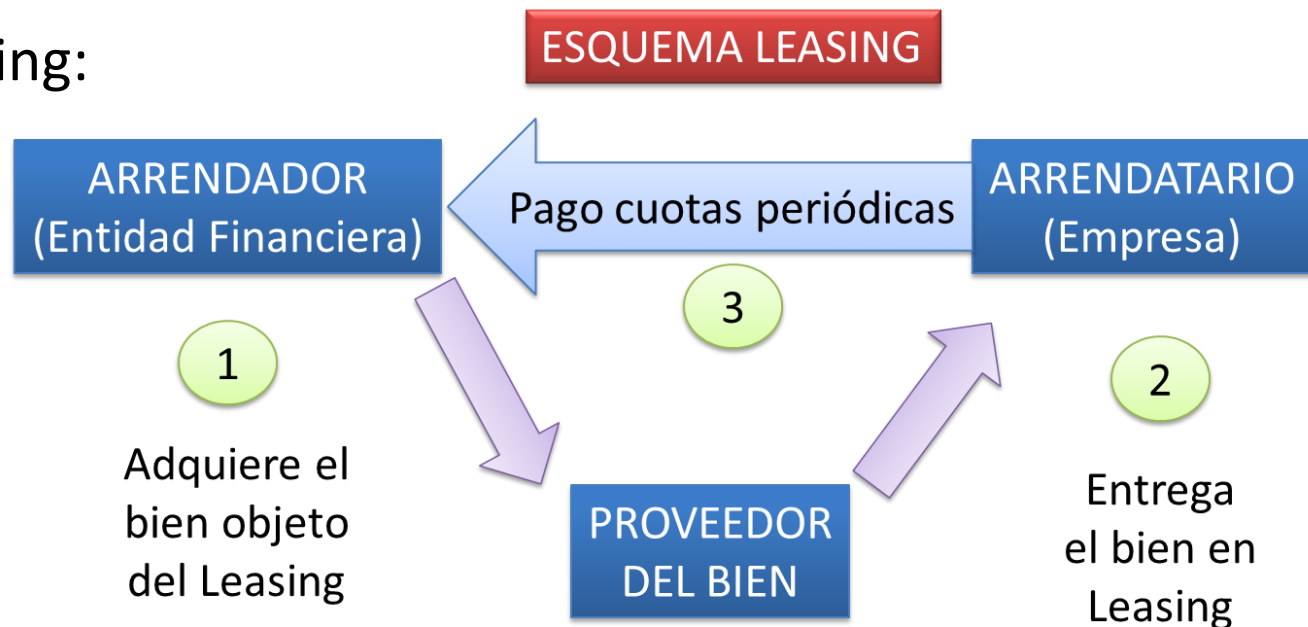 ing:
ESQUEMA LEASING
ARRENDADOR
(Entidad Financiera)
Pago cuotas periódicas
ARRENDATARIO
(Empresa)
3
1
2
Adquiere el
bien objeto
del Leasing
PROVEEDOR
DEL BIEN
Entrega
el bien en
Leasing